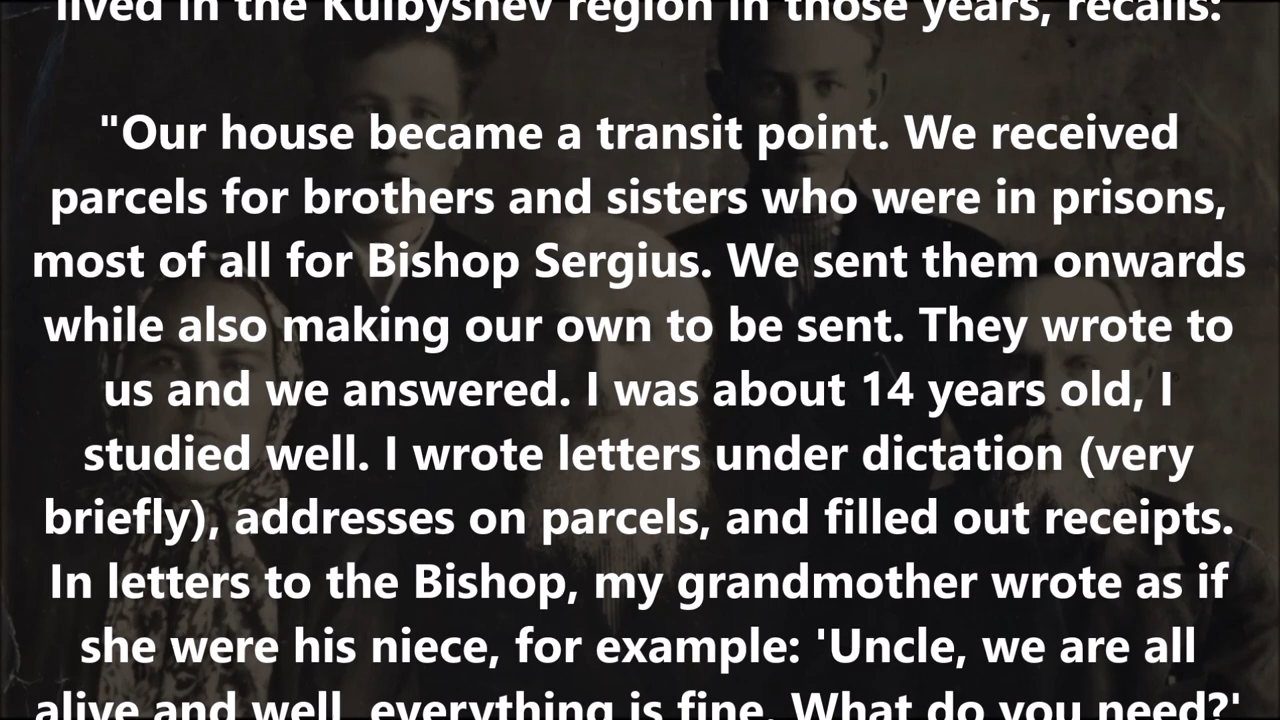 lived in the Kuibyshev region in those years, recalls:
"Our house became a transit point. We received
parcels for brothers and sisters who were in prisons,
most of all for Bishop Sergius. We sent them onwards
while also making our own to be sent. They wrote to
us and we answered. I was about 14 years old, I
studied well. I wrote letters under dictation (very
briefly), addresses on parcels, and filled out receipts.
In letters to the Bishop, my grandmother wrote as if
she were his niece, for example: 'Uncle, we are all
alive and well, everything is fine. What do you need?'